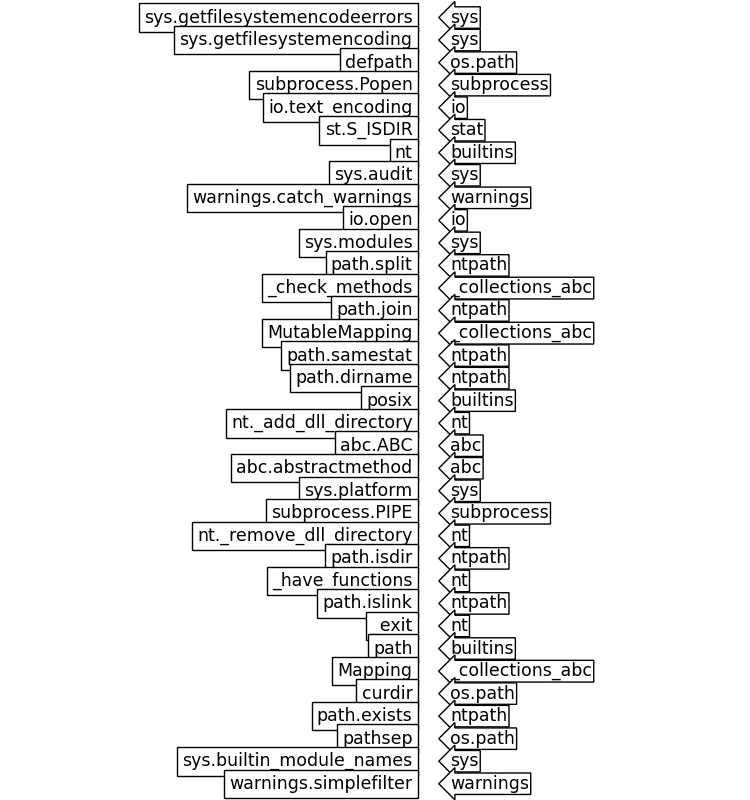 sys.getfilesystemencodeerrors sys
sys.getfilesystemencoding sys
defpath os.path
subprocess.Popen subprocess
io.text_encoding io
st.S_ISDIR stat
nt builtins
sys.audit sys
warnings.catch_warnings warnings
io.open io
sys.modules sys
path.split ntpath
_check_methods _collections_abc
path.join ntpath
MutableMapping _collections_abc
path.samestat ntpath
path.dirname ntpath
posix builtins
nt._add_dll_directory nt
abc.ABC abc
abc.abstractmethod abc
sys.platform sys
subprocess.PIPE subprocess
nt._remove_dll_directory nt
path.isdir ntpath
_have_functions nt
path.islink ntpath
_exit nt
path builtins
Mapping _collections_abc
curdir os.path
path.exists ntpath
pathsep os.path
sys.builtin_module_names sys
warnings.simplefilter warnings